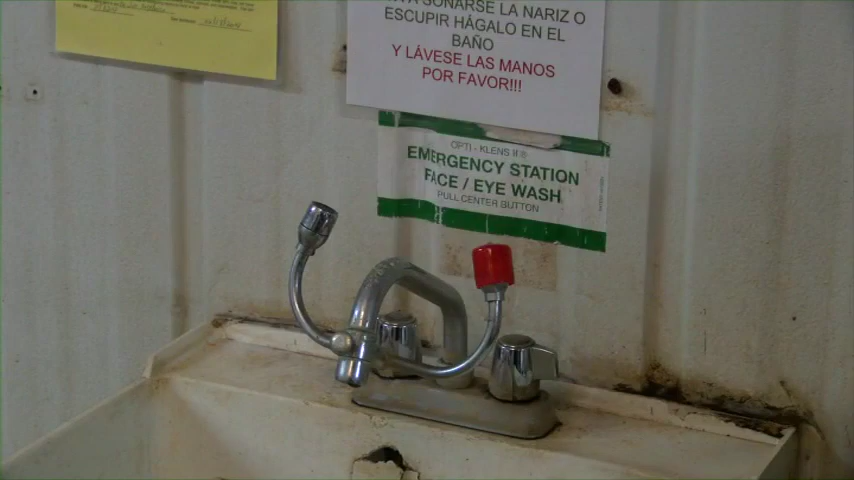 SONARSE LA NARIZ O
ESCUPIR HÁGALO EN EL
BAÑO
Y LÁVESE LAS MANOS
POR FAVOR!!!
OPTI - KLENS II ®
EMERGENCY STATION
FACE / EYE WASH
PULL CENTER BUTTON